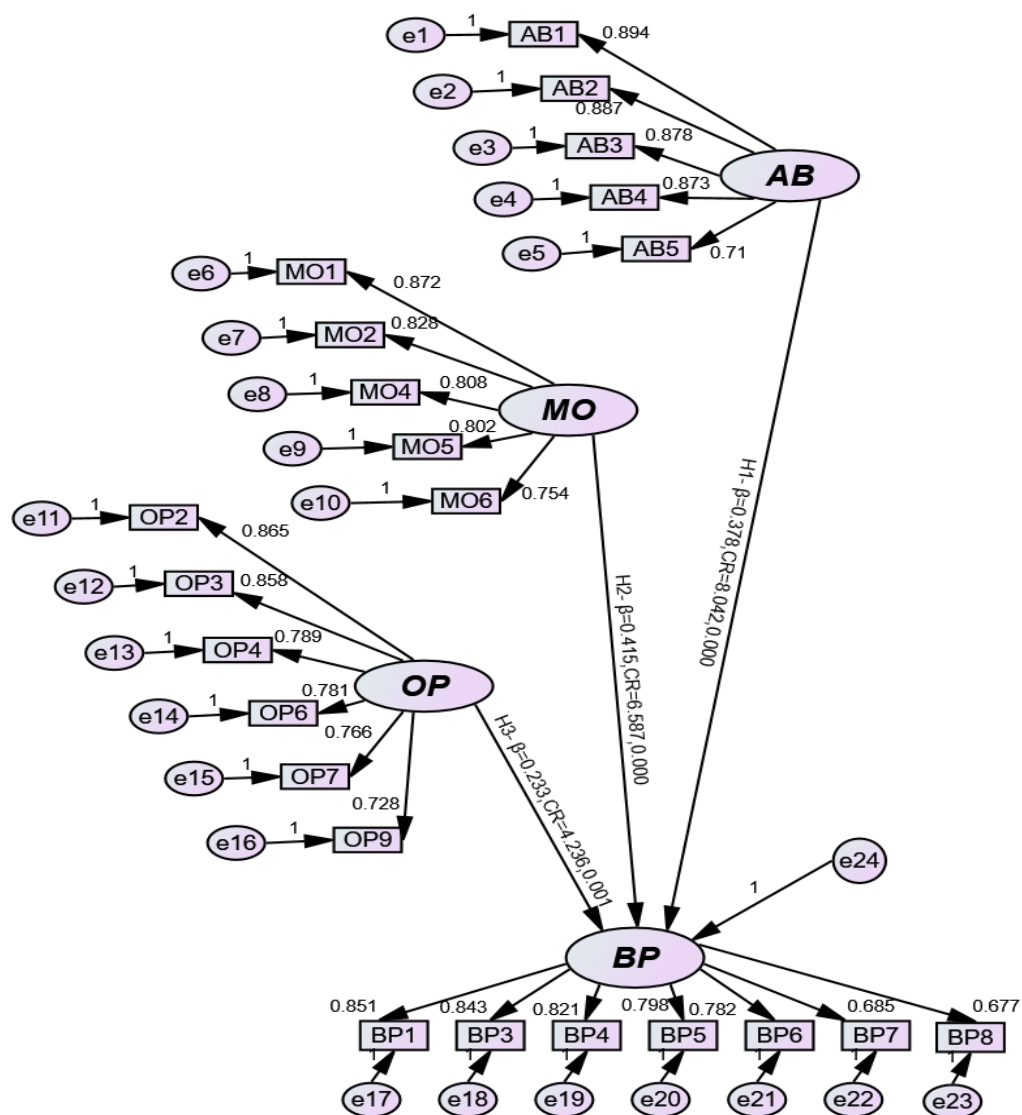 e1 1 AB1 0.894
e2 1 AB2 0.887
e3 1 AB3 0.878
AB
e4 1 AB4 0.873
e5 1 AB5 0.71
e6 1 MO1 0.872
e7 1 MO2 0.828
e8 1 MO4 0.808
MO
e9 1 MO5 0.802
e10 1 MO6 0.754
H1- β=0.378,CR=8.042,0.000
e11 1 OP2 0.865
e12 1 OP3 0.858
e13 1 OP4 0.789
OP
e14 1 OP6 0.781
e15 1 OP7 0.766
e16 1 OP9 0.728
H2- β=0.415,CR=6.587,0.000
H3- β=0.233,CR=4.236,0.001
e24
1
BP
0.851 0.843 0.821 0.798 0.782 0.685 0.677
BP1 BP3 BP4 BP5 BP6 BP7 BP8
1 1 1 1 1 1 1
e17 e18 e19 e20 e21 e22 e23